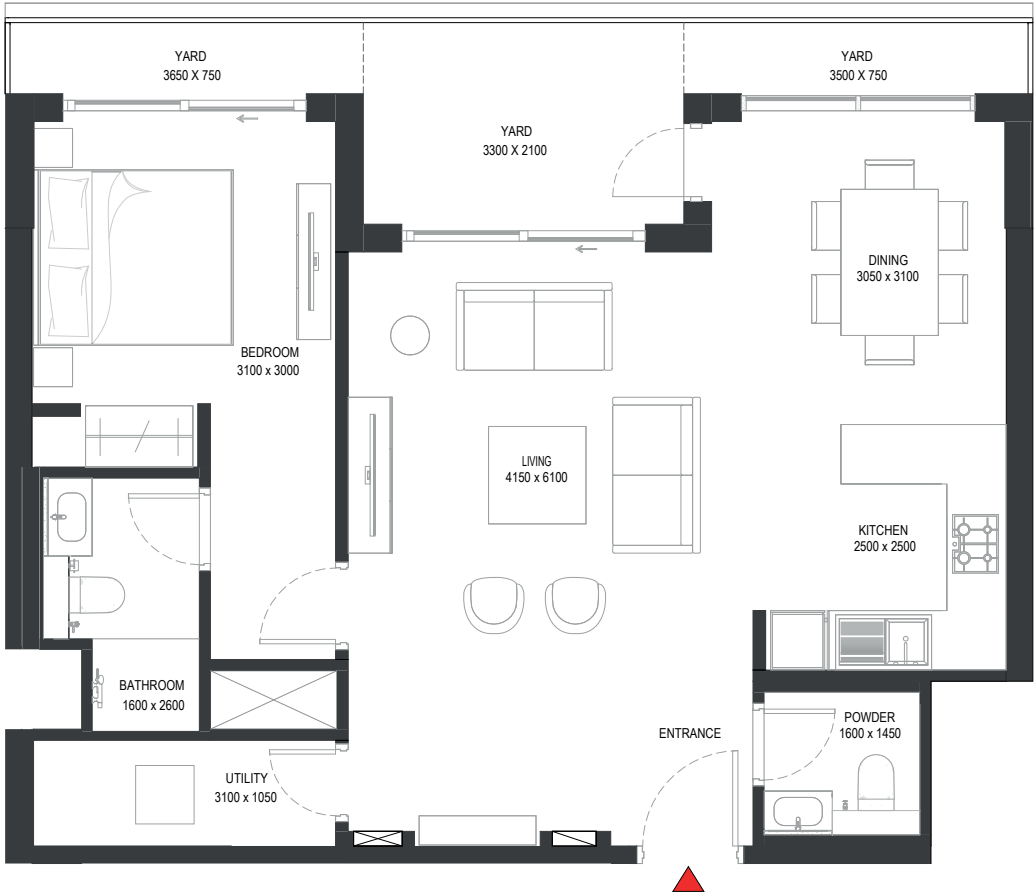 YARD
3650 X 750
YARD
3500 X 750
YARD
3300 X 2100
DINING
3050 x 3100
BEDROOM
3100 x 3000
LIVING
4150 x 6100
KITCHEN
2500 x 2500
BATHROOM
1600 x 2600
POWDER
1600 x 1450
ENTRANCE
UTILITY
3100 x 1050